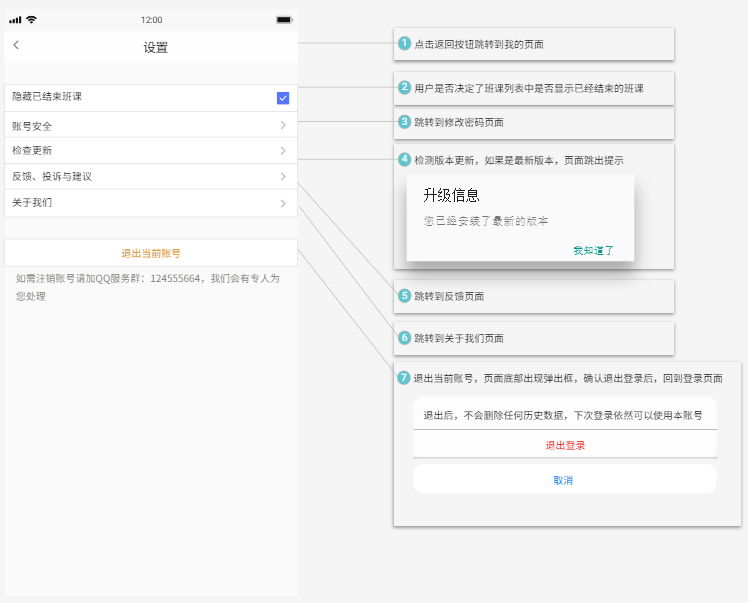 12:00
设置
隐藏已结束班课
账号安全
检查更新
反馈、投诉与建议
关于我们
退出当前账号
如需注销账号请加QQ服务群：124555664，我们会有专人为
您处理
1 点击返回按钮跳转到我的页面
2 用户是否决定了班课列表中是否显示已经结束的班课
3 跳转到修改密码页面
4 检测版本更新，如果是最新版本，页面跳出提示
升级信息
您已经安装了最新的版本
我知道了
5 跳转到反馈页面
6 跳转到关于我们页面
7 退出当前账号，页面底部出现弹出框，确认退出登录后，回到登录页面
退出后，不会删除任何历史数据，下次登录依然可以使用本账号
退出登录
取消